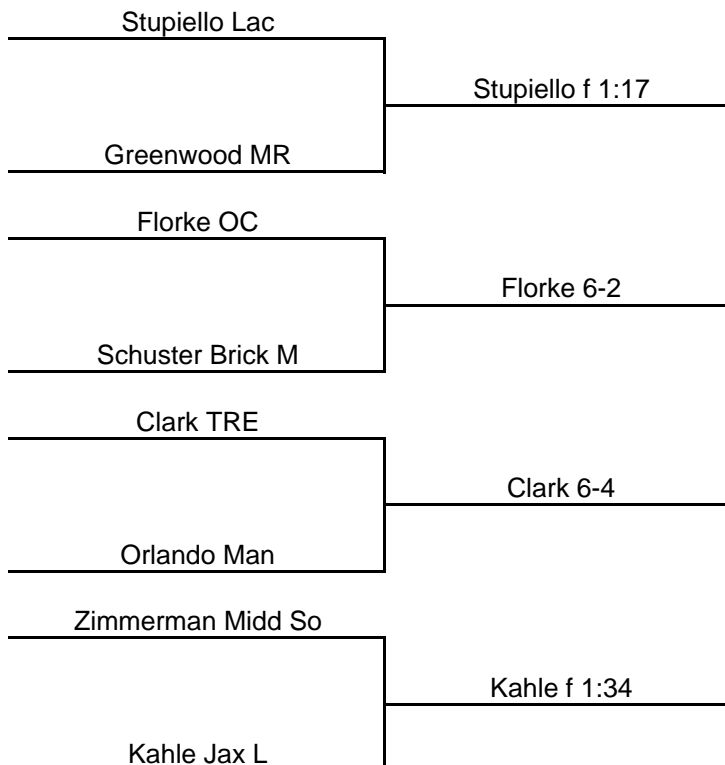 Stupiello Lac
Stupiello f 1:17
Greenwood MR
Florke OC
Florke 6-2
Schuster Brick M
Clark TRE
Clark 6-4
Orlando Man
Zimmerman Midd So
Kahle f 1:34
Kahle Jax L